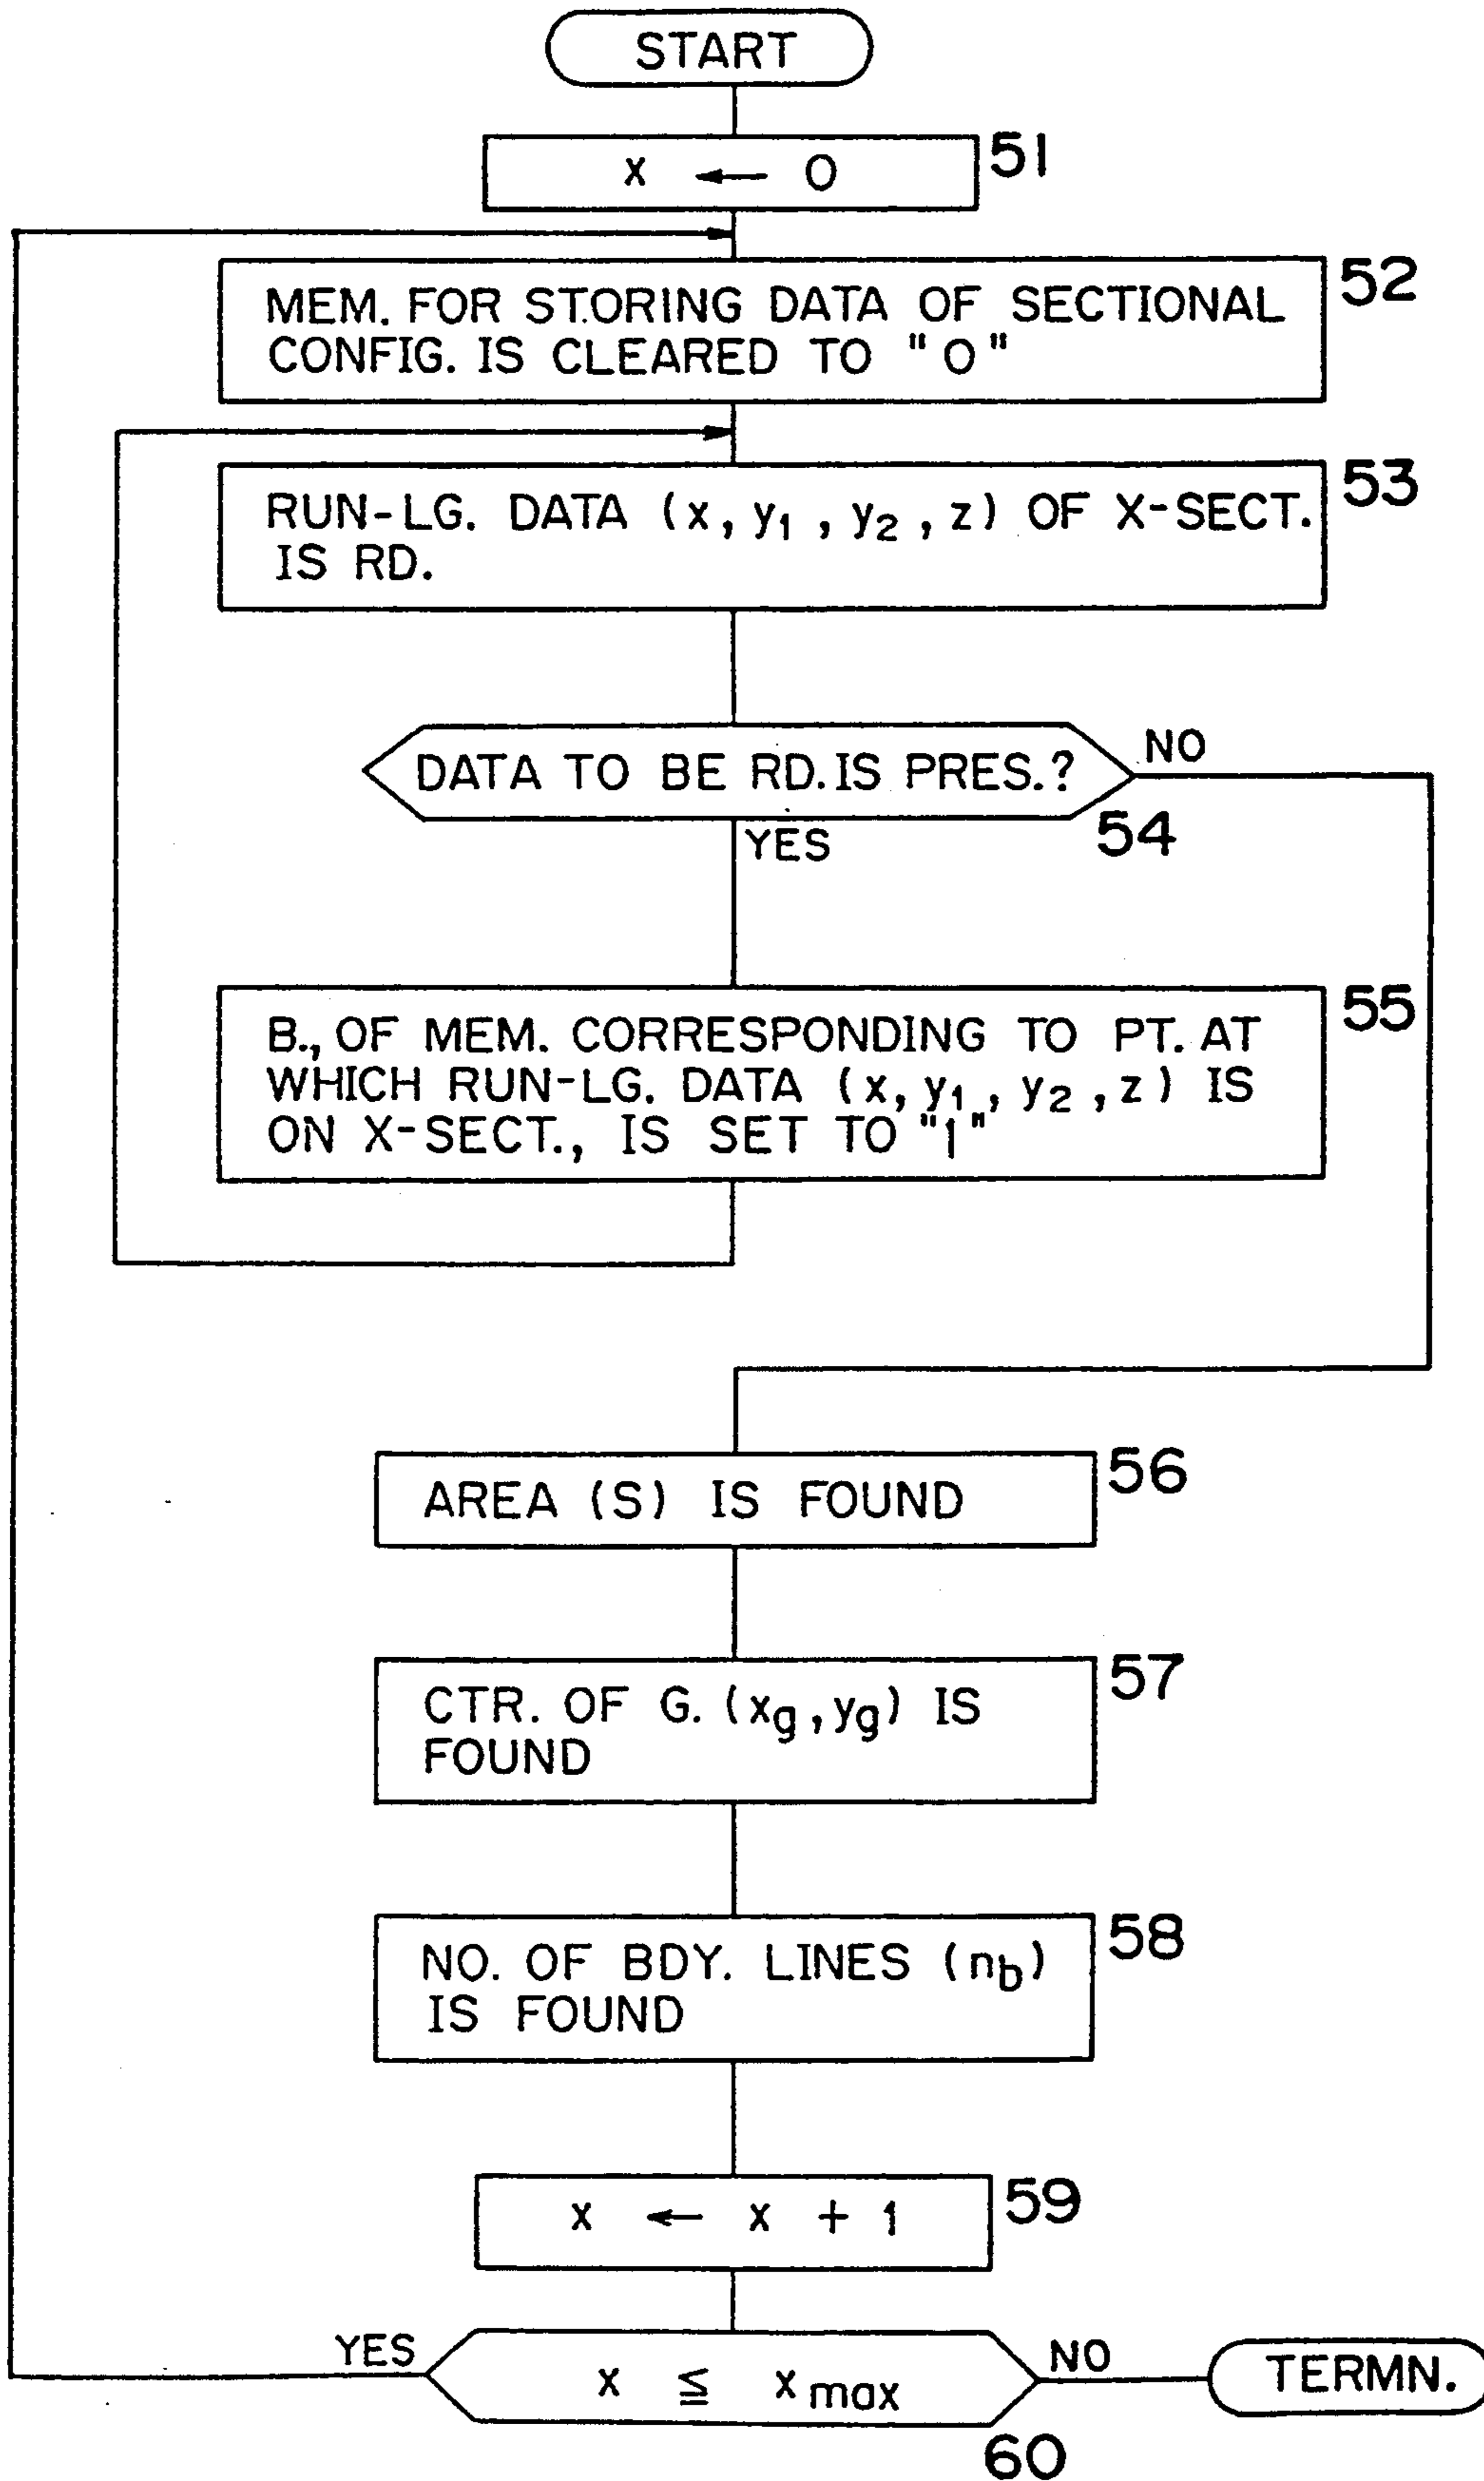 START
x ← 0
51
MEM. FOR STORING DATA OF SECTIONAL
CONFIG. IS CLEARED TO "0"
52
RUN-LG. DATA (x, y₁, y₂, z) OF X-SECT.
IS RD.
53
DATA TO BE RD. IS PRES.?
NO
54
YES
B., OF MEM. CORRESPONDING TO PT. AT
WHICH RUN-LG. DATA (x, y₁, y₂, z) IS
ON X-SECT., IS SET TO "1"
55
AREA (S) IS FOUND
56
CTR. OF G. (xg, yg) IS
FOUND
57
NO. OF BDY. LINES (nb)
IS FOUND
58
x ← x + 1
59
YES
x ≦ xmax
NO
TERMN.
60